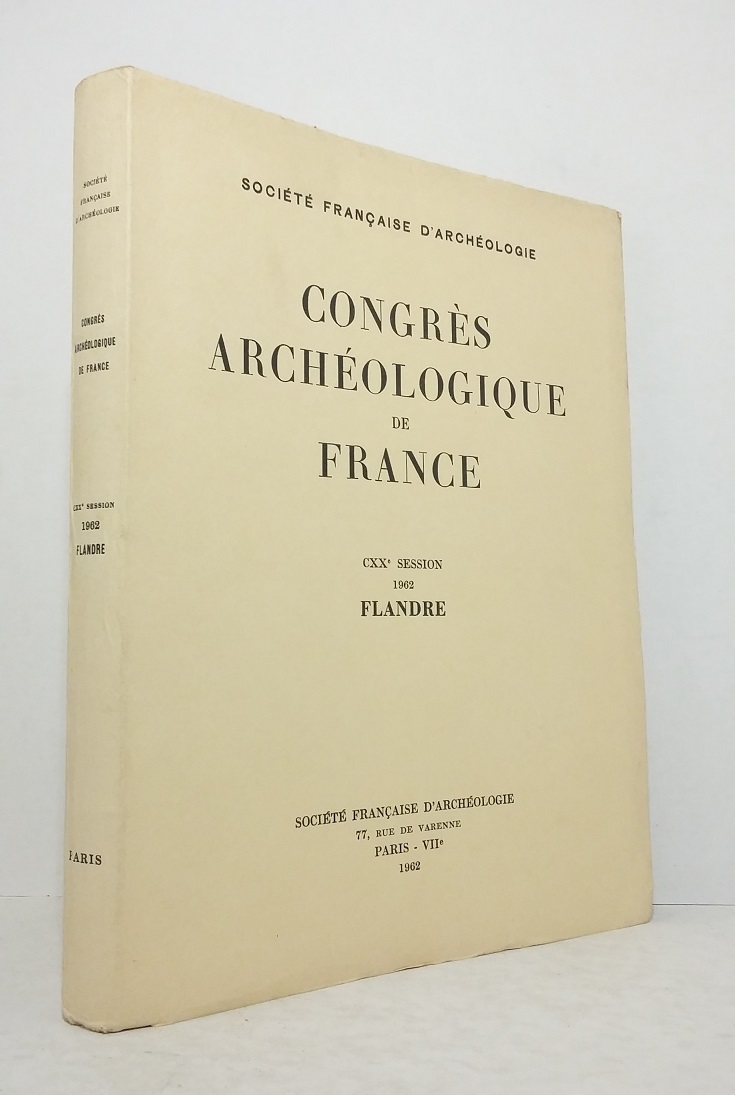 SOCIÉTÉ
FRANÇAISE
D'ARCHÉOLOGIE
CONGRÈS
ARCHÉOLOGIQUE
DE FRANCE
CXXe SESSION
1962
FLANDRE
PARIS
SOCIÉTÉ FRANÇAISE D'ARCHÉOLOGIE
CONGRÈS
ARCHÉOLOGIQUE
DE
FRANCE
CXXe SESSION
1962
FLANDRE
SOCIÉTÉ FRANÇAISE D'ARCHÉOLOGIE
77, RUE DE VARENNE
PARIS - VIIe
1962